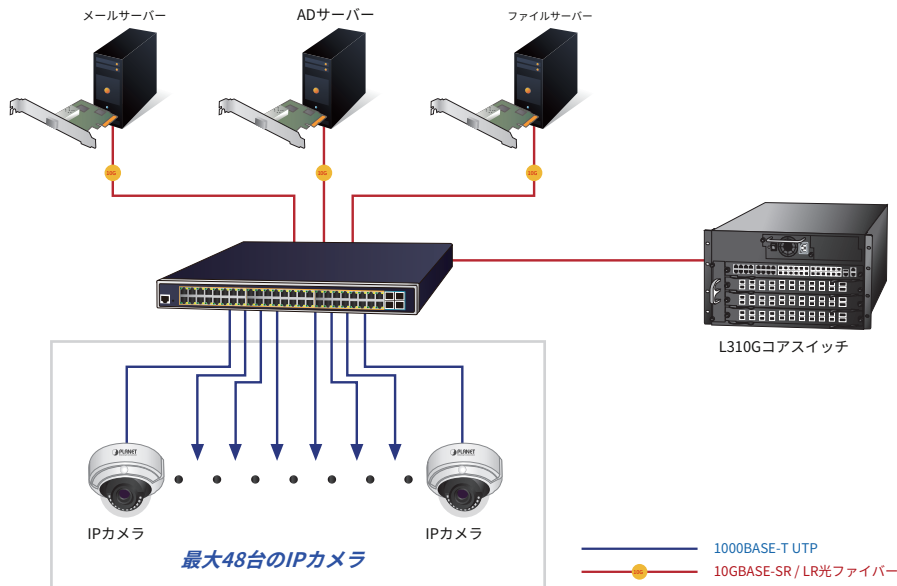 メールサーバー
ADサーバー
ファイルサーバー
10G
10G
10G
L310Gコアスイッチ
PLANET
PLANET
IPカメラ
IPカメラ
最大48台のIPカメラ
1000BASE-T UTP
10G
10GBASE-SR / LR光ファイバー